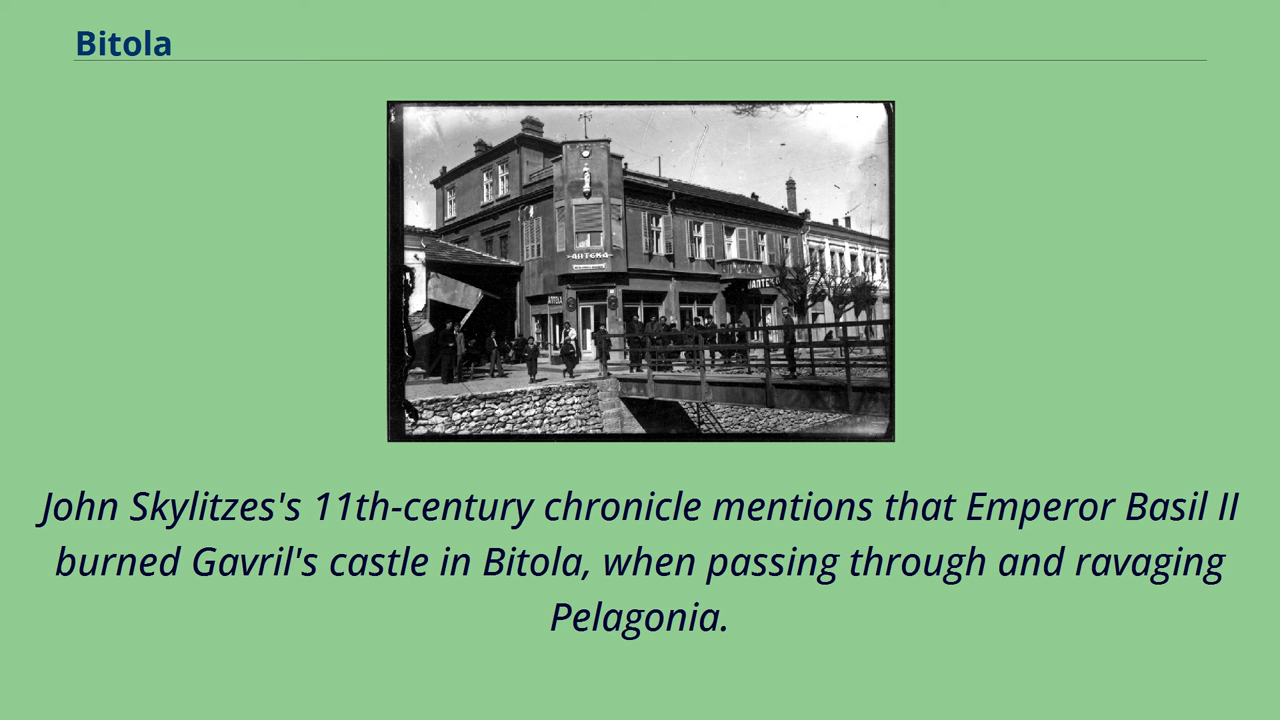 Bitola
АПТЕКА
АПТЕКА
John Skylitzes's 11th-century chronicle mentions that Emperor Basil II
burned Gavril's castle in Bitola, when passing through and ravaging
Pelagonia.